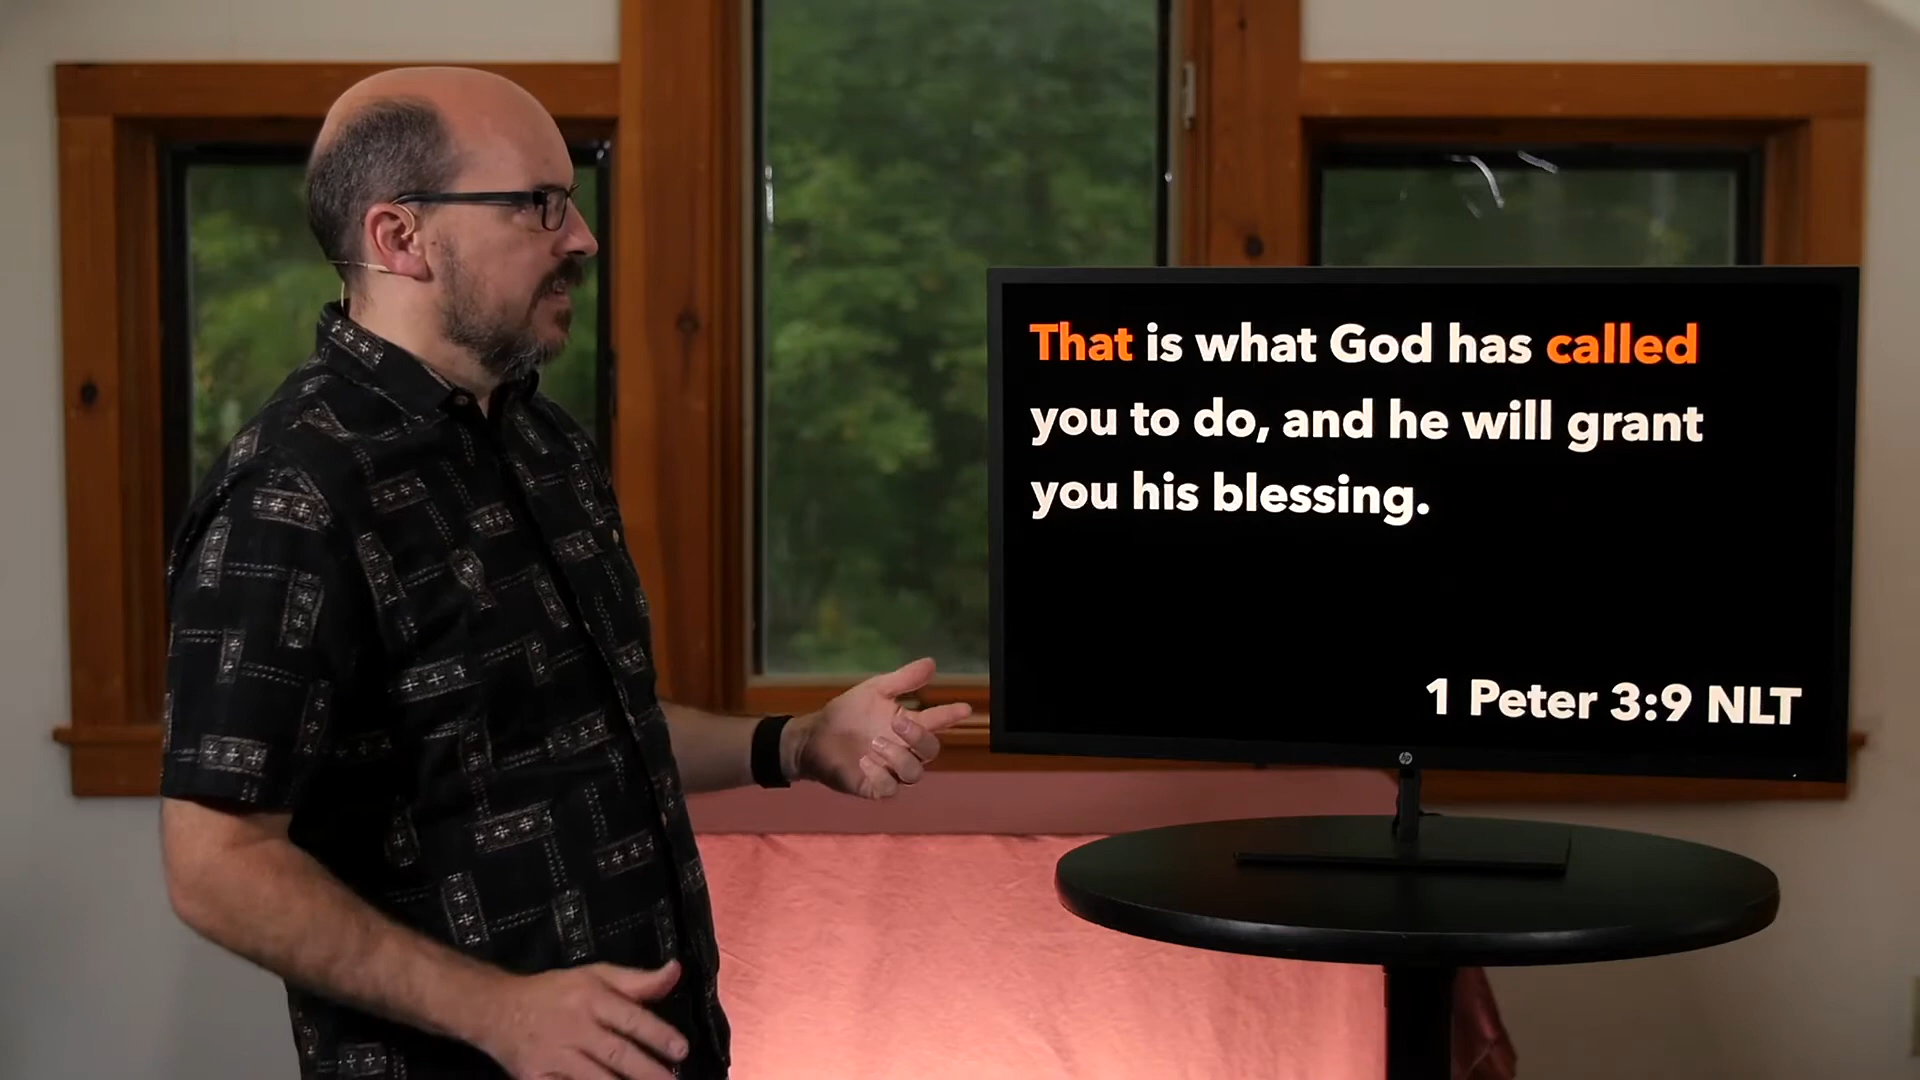 That is what God has called
you to do, and he will grant
you his blessing.
1 Peter 3:9 NLT
hp